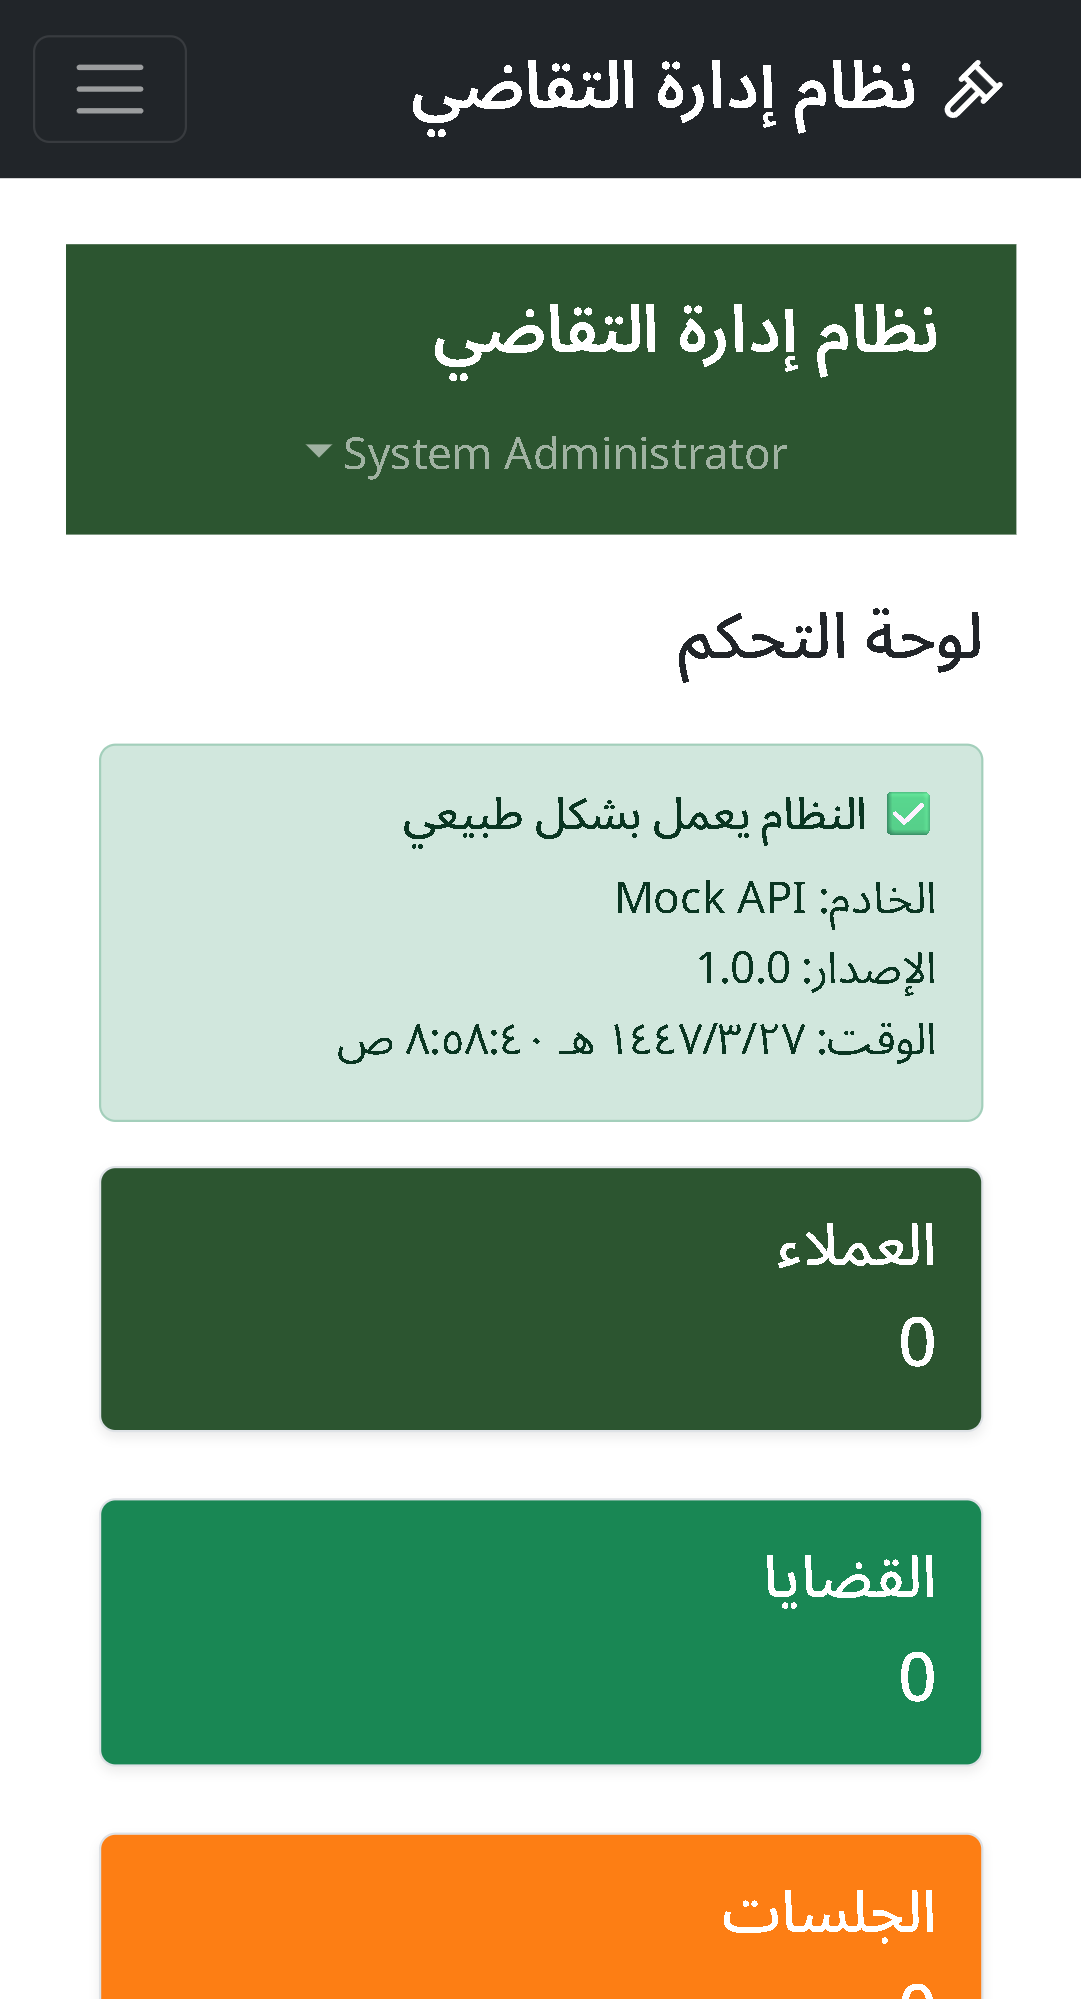 نظام إدارة التقاضي
نظام إدارة التقاضي
System Administrator
لوحة التحكم
✅ النظام يعمل بشكل طبيعي
الخادم: Mock API
الإصدار: 1.0.0
الوقت: ١٤٤٧/٣/٢٧ هـ ٨:٥٨:٤٠ ص
العملاء
0
القضايا
0
الجلسات